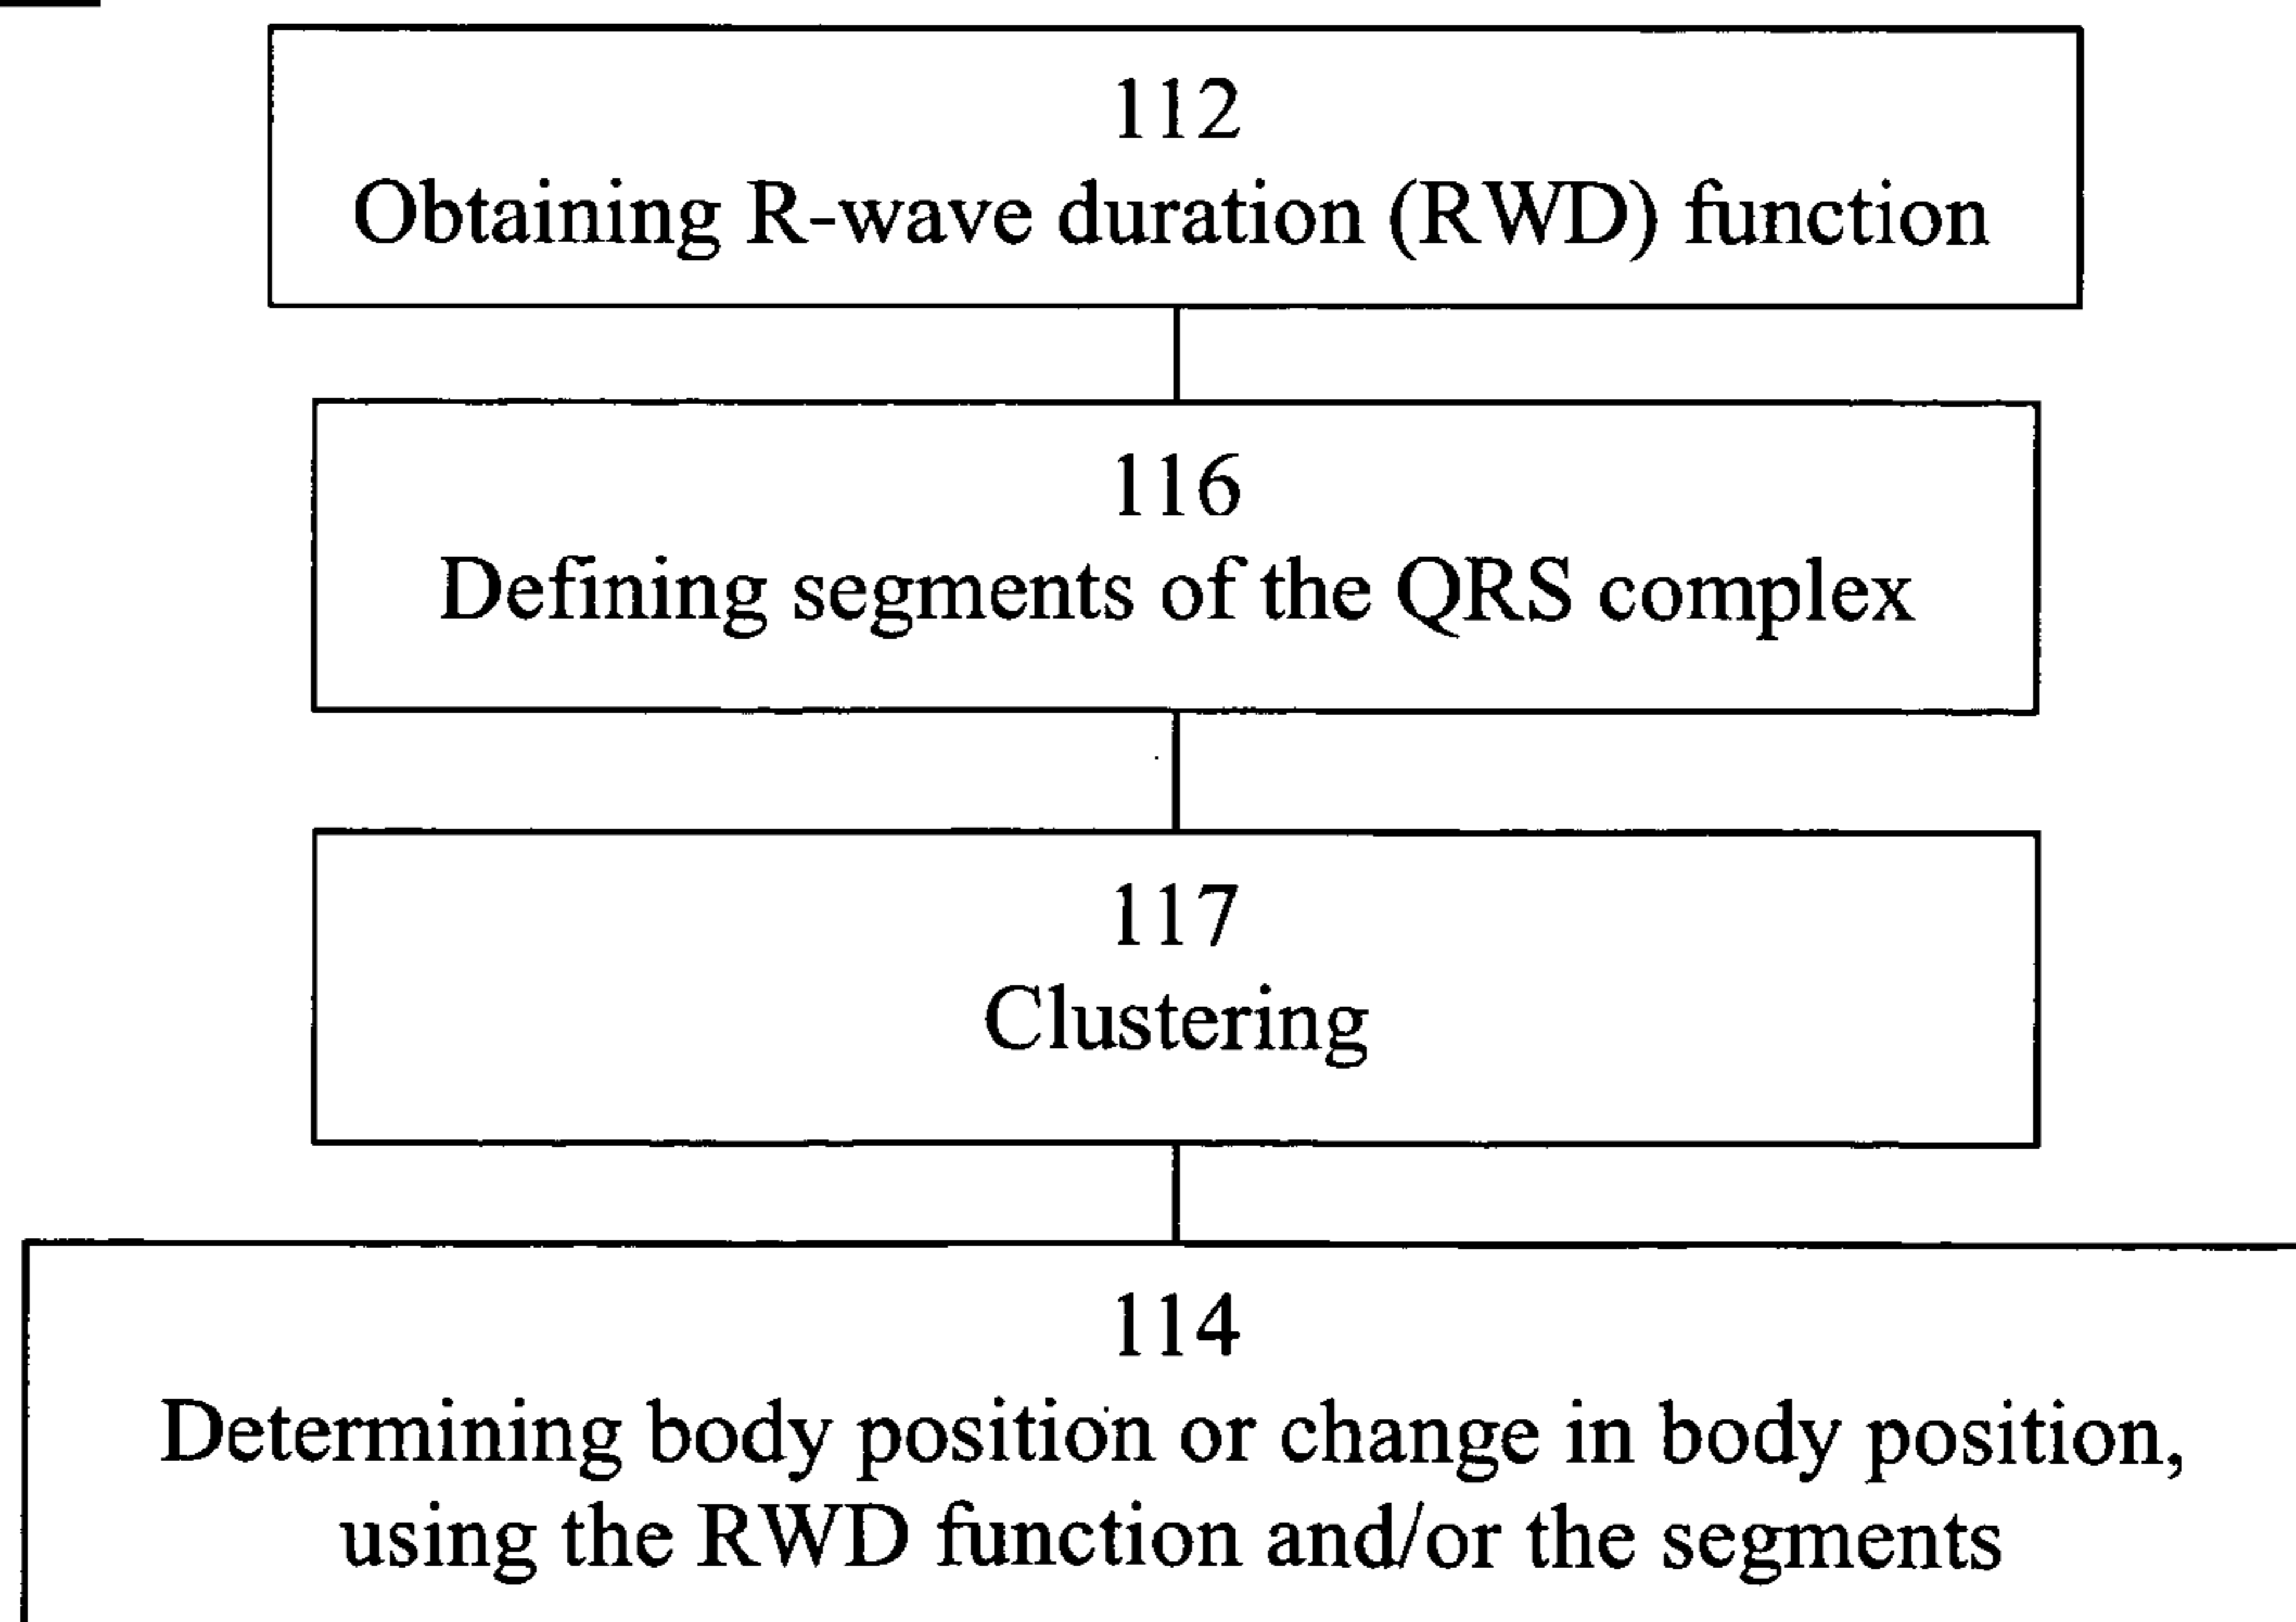 112
Obtaining R-wave duration (RWD) function
116
Defining segments of the QRS complex
117
Clustering
114
Determining body position or change in body position,
using the RWD function and/or the segments